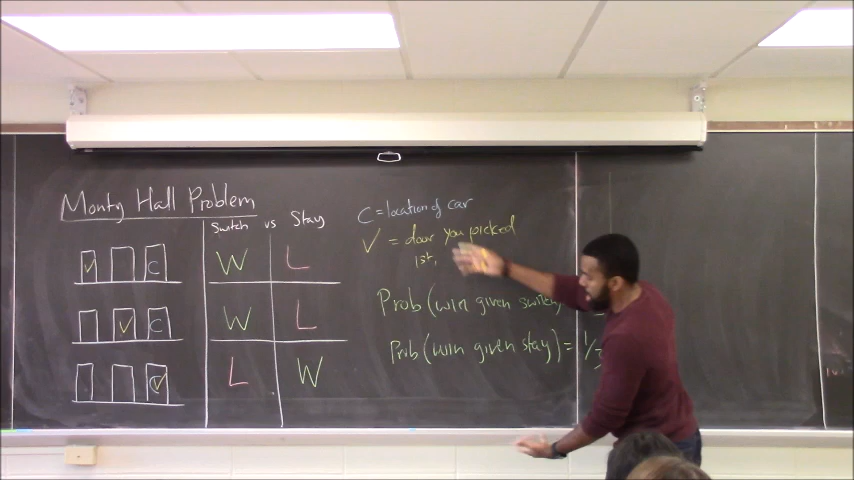 Monty Hall Problem
Switch vs Stay
✓ C
W L
✓ C
W L
C ✓
L W
C = location of car
✓ = door you picked
1st,
Prob (win given switch)
Prob (win given stay) = 1/3